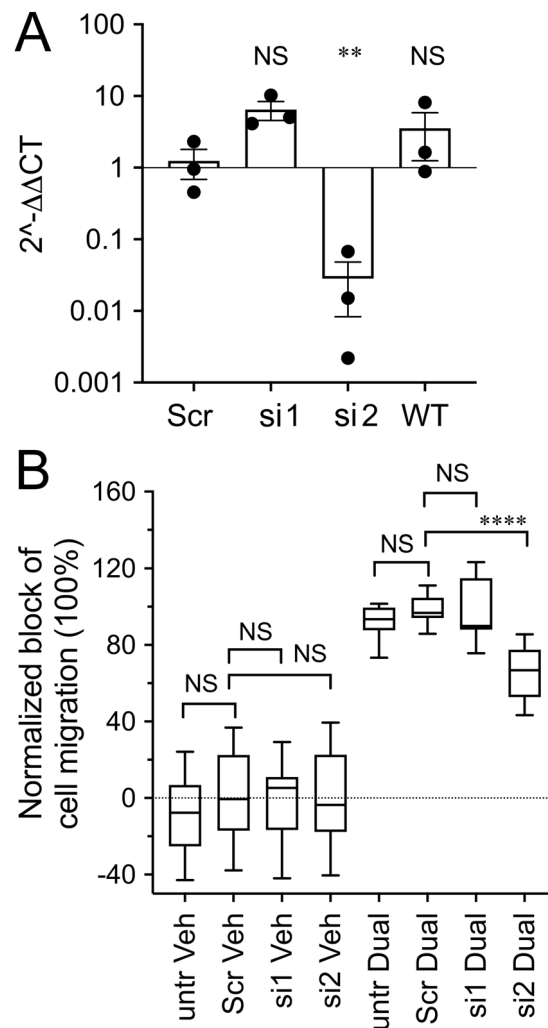 A
2^-ΔΔCT
100
10
1
0.1
0.01
0.001
NS
**
NS
Scr
si1
si2
WT
B
Normalized block of
cell migration (100%)
160
120
80
40
0
-40
NS
NS
NS
NS
NS
****
untr Veh
Scr Veh
si1 Veh
si2 Veh
untr Dual
Scr Dual
si1 Dual
si2 Dual